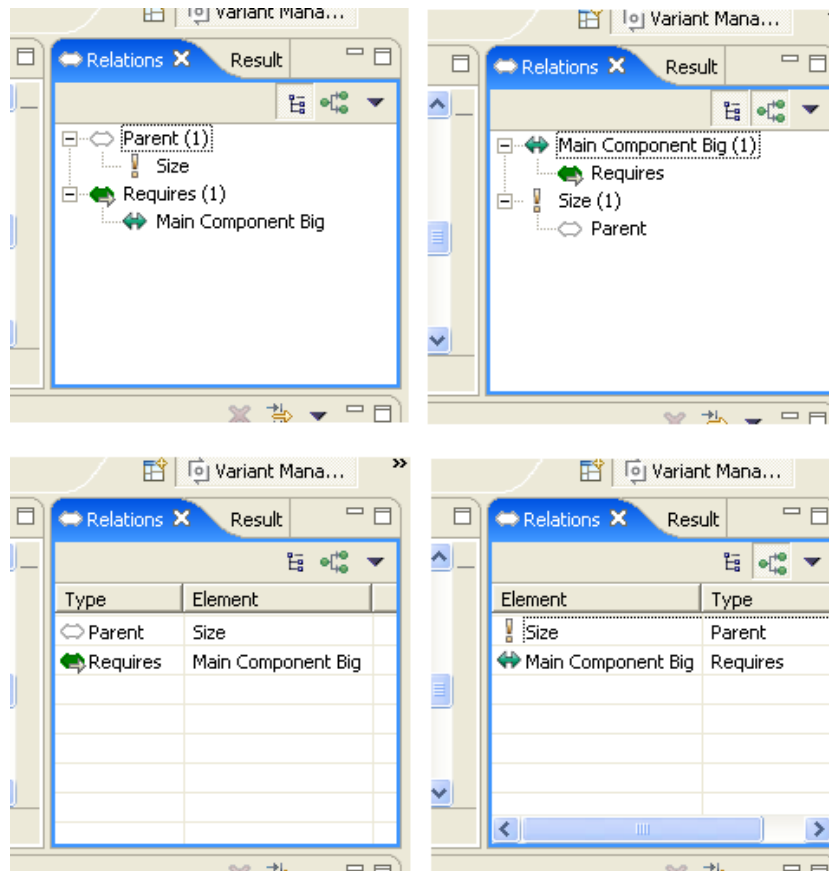 Variant Mana...
Relations
Result
Parent (1)
Size
Requires (1)
Main Component Big
Variant Mana...
Relations
Result
Main Component Big (1)
Requires
Size (1)
Parent
Variant Mana...
»
Relations
Result
Type Element
Parent Size
Requires Main Component Big
Variant Mana...
Relations
Result
Element Type
Size Parent
Main Component Big Requires